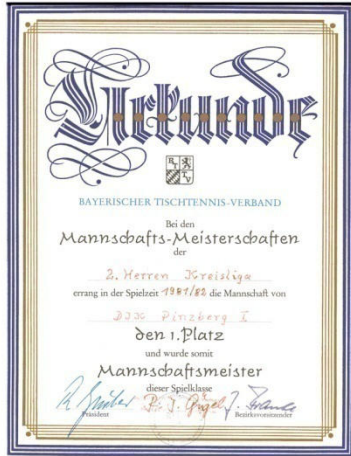 Urkunde
B T
T V
BAYERISCHER TISCHTENNIS-VERBAND
Bei den
Mannschafts-Meisterschaften
der
2. Herren Kreisliga
errang in der Spielzeit 1981/82 die Mannschaft von
DJK Pinzberg I
den 1. Platz
und wurde somit
Mannschaftsmeister
dieser Spielklasse
Präsident
Bezirksvorsitzender